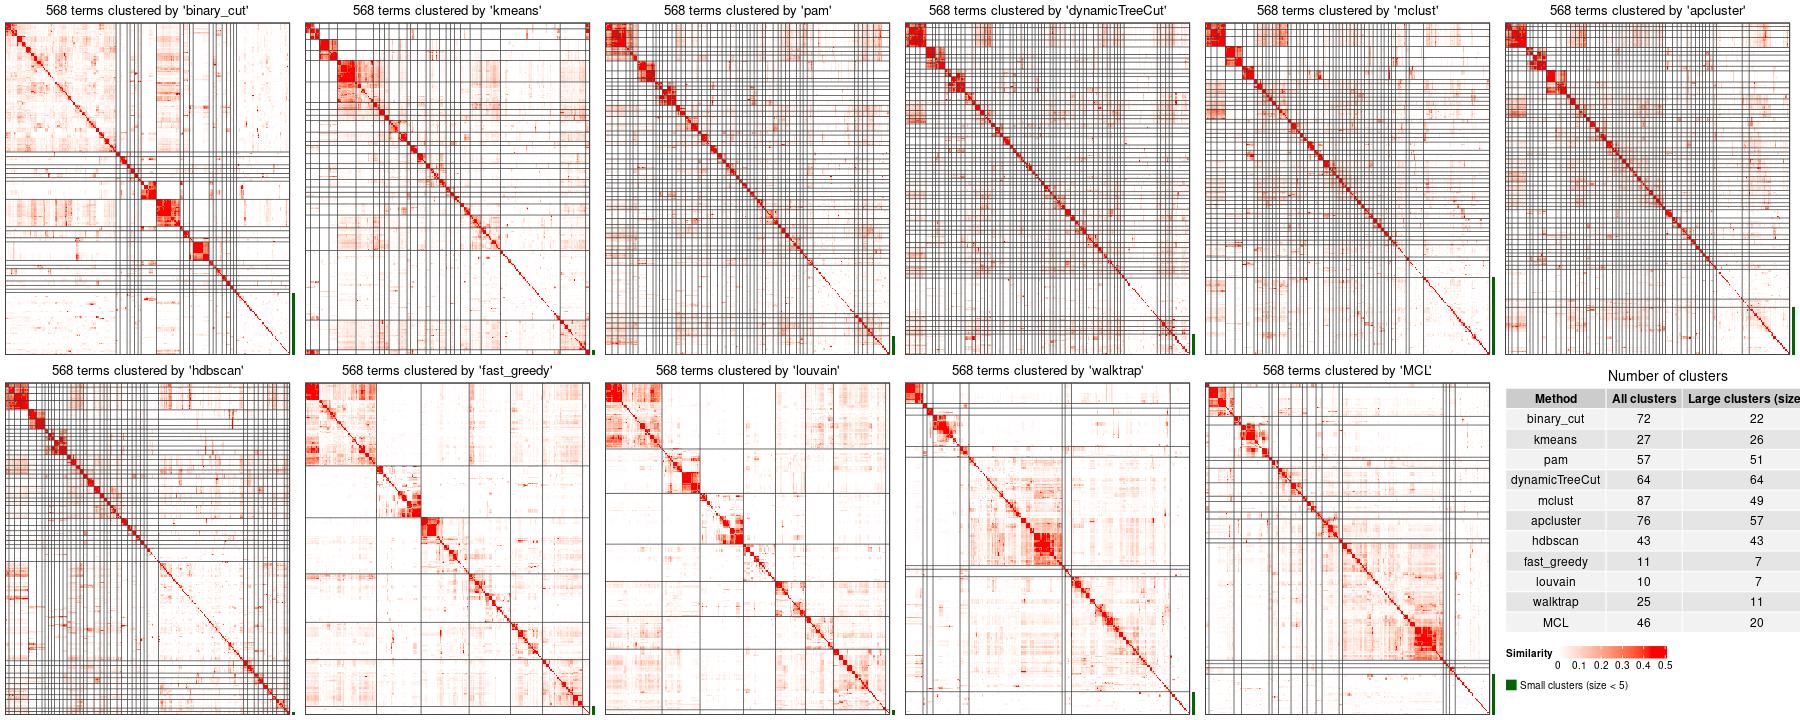 568 terms clustered by 'binary_cut'
568 terms clustered by 'kmeans'
568 terms clustered by 'pam'
568 terms clustered by 'dynamicTreeCut'
568 terms clustered by 'mclust'
568 terms clustered by 'apcluster'
568 terms clustered by 'hdbscan'
568 terms clustered by 'fast_greedy'
568 terms clustered by 'louvain'
568 terms clustered by 'walktrap'
568 terms clustered by 'MCL'
Number of clusters
Method All clusters Large clusters (size
binary_cut 72 22
kmeans 27 26
pam 57 51
dynamicTreeCut 64 64
mclust 87 49
apcluster 76 57
hdbscan 43 43
fast_greedy 11 7
louvain 10 7
walktrap 25 11
MCL 46 20
Similarity
0 0.1 0.2 0.3 0.4 0.5
Small clusters (size < 5)